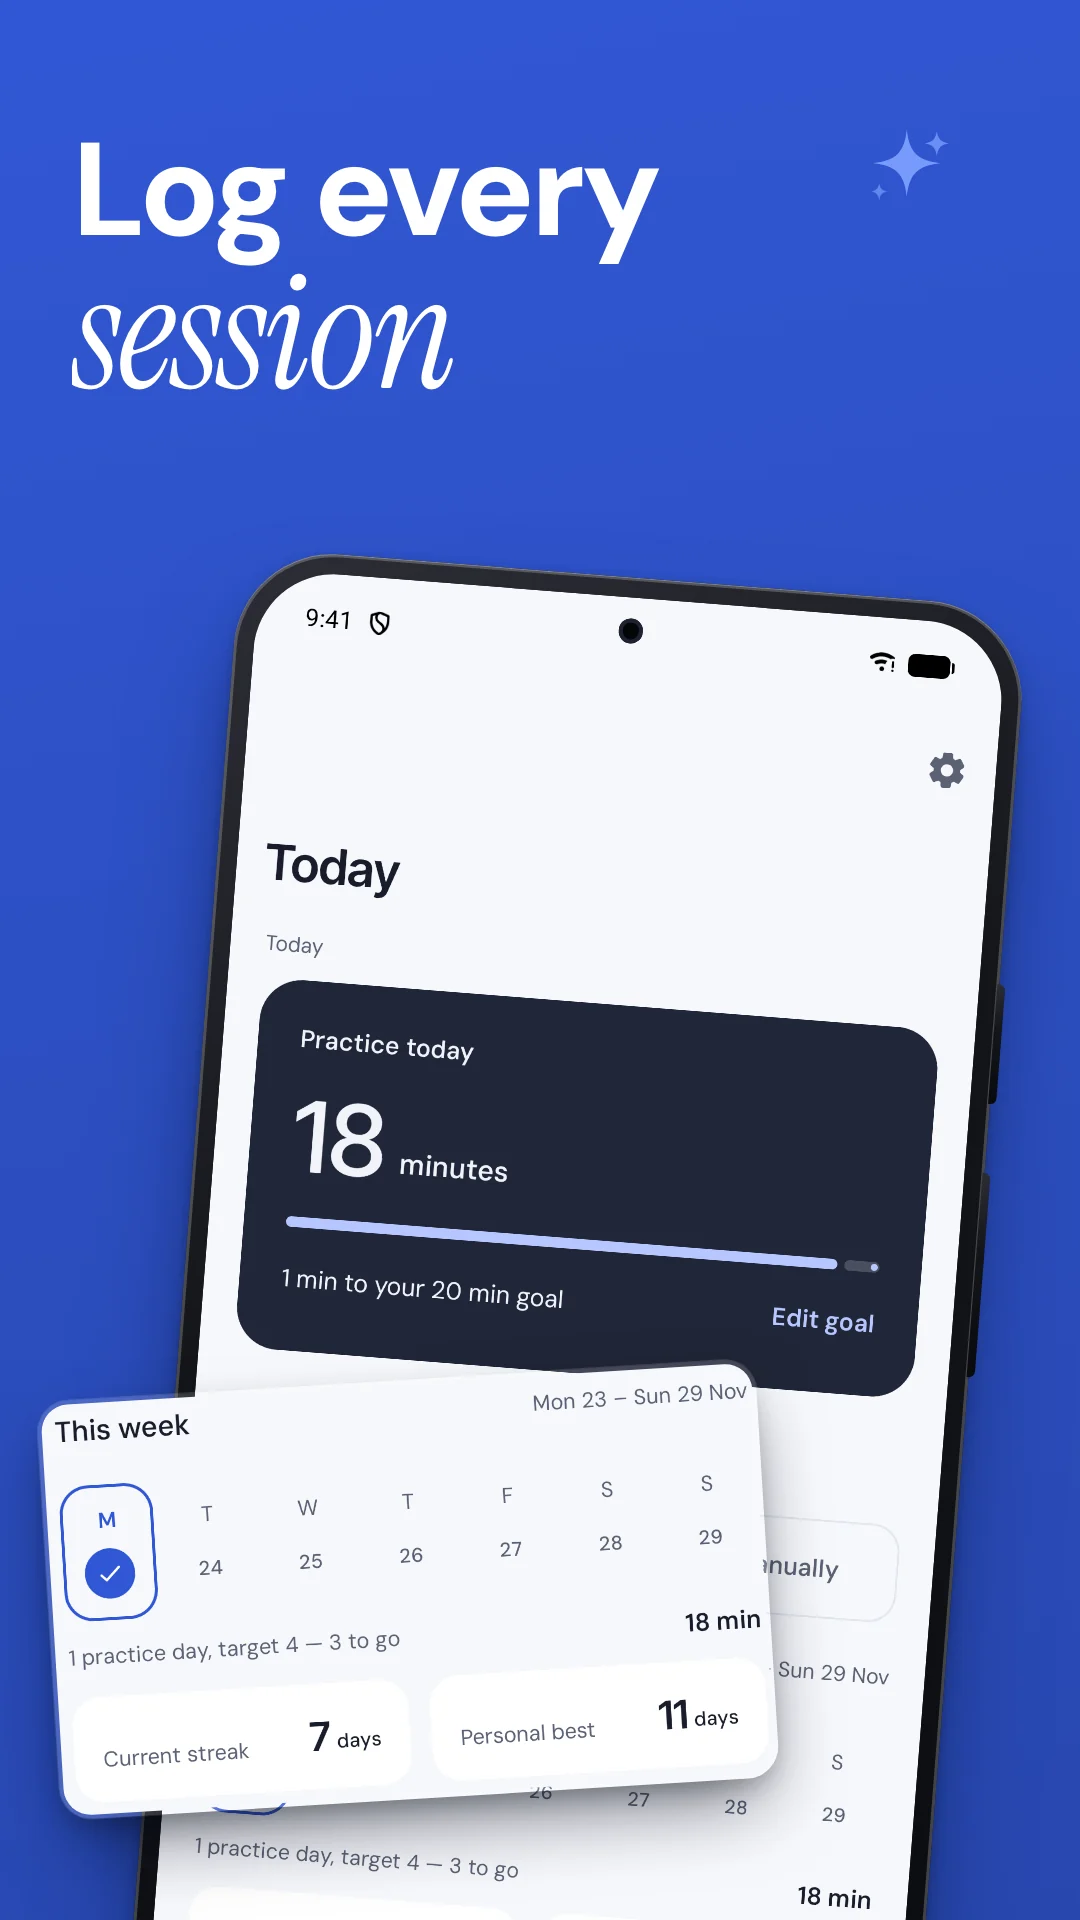 Log every
session
9:41
Today
Today
Practice today
18 minutes
1 min to your 20 min goal
Edit goal
This week
Mon 23 – Sun 29 Nov
M T W T F S S
24 25 26 27 28 29
1 practice day, target 4 — 3 to go
18 min
Current streak
7 days
Personal best
11 days
Sun 29 Nov
S
26 27 28 29
1 practice day, target 4 — 3 to go
18 min